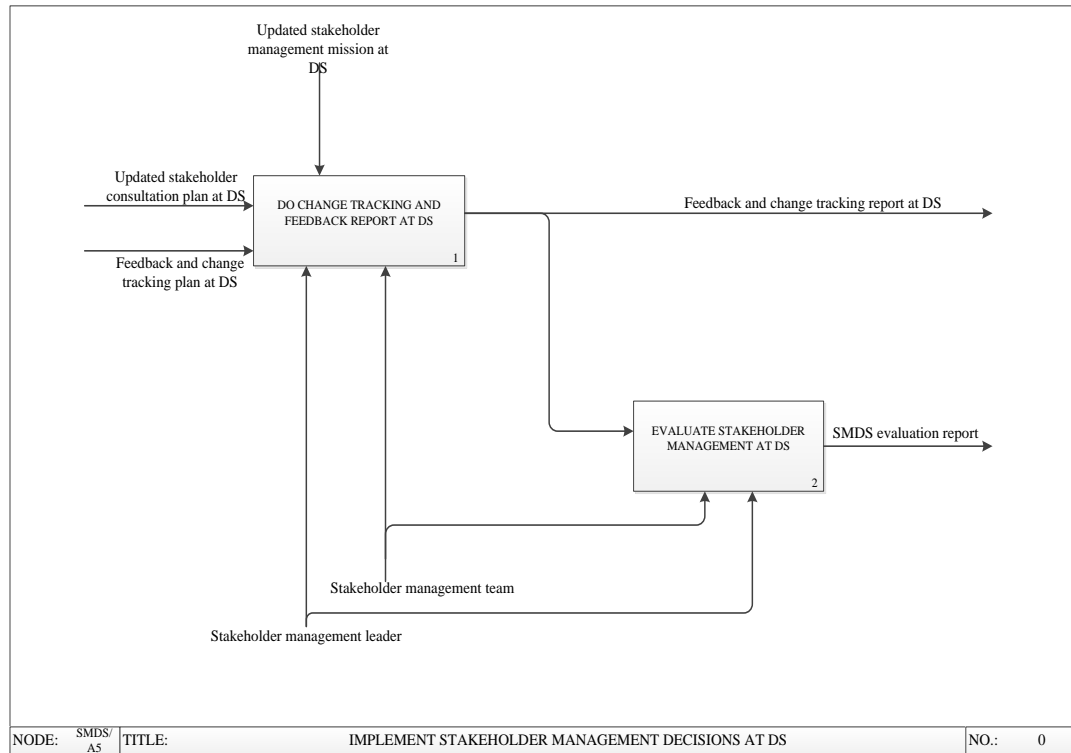 Updated stakeholder
management mission at
DS
Updated stakeholder
consultation plan at DS
DO CHANGE TRACKING AND
FEEDBACK REPORT AT DS
1
Feedback and change tracking report at DS
Feedback and change
tracking plan at DS
EVALUATE STAKEHOLDER
MANAGEMENT AT DS
2
SMDS evaluation report
Stakeholder management team
Stakeholder management leader
NODE:
SMDS/
A5
TITLE:
IMPLEMENT STAKEHOLDER MANAGEMENT DECISIONS AT DS
NO.:
0